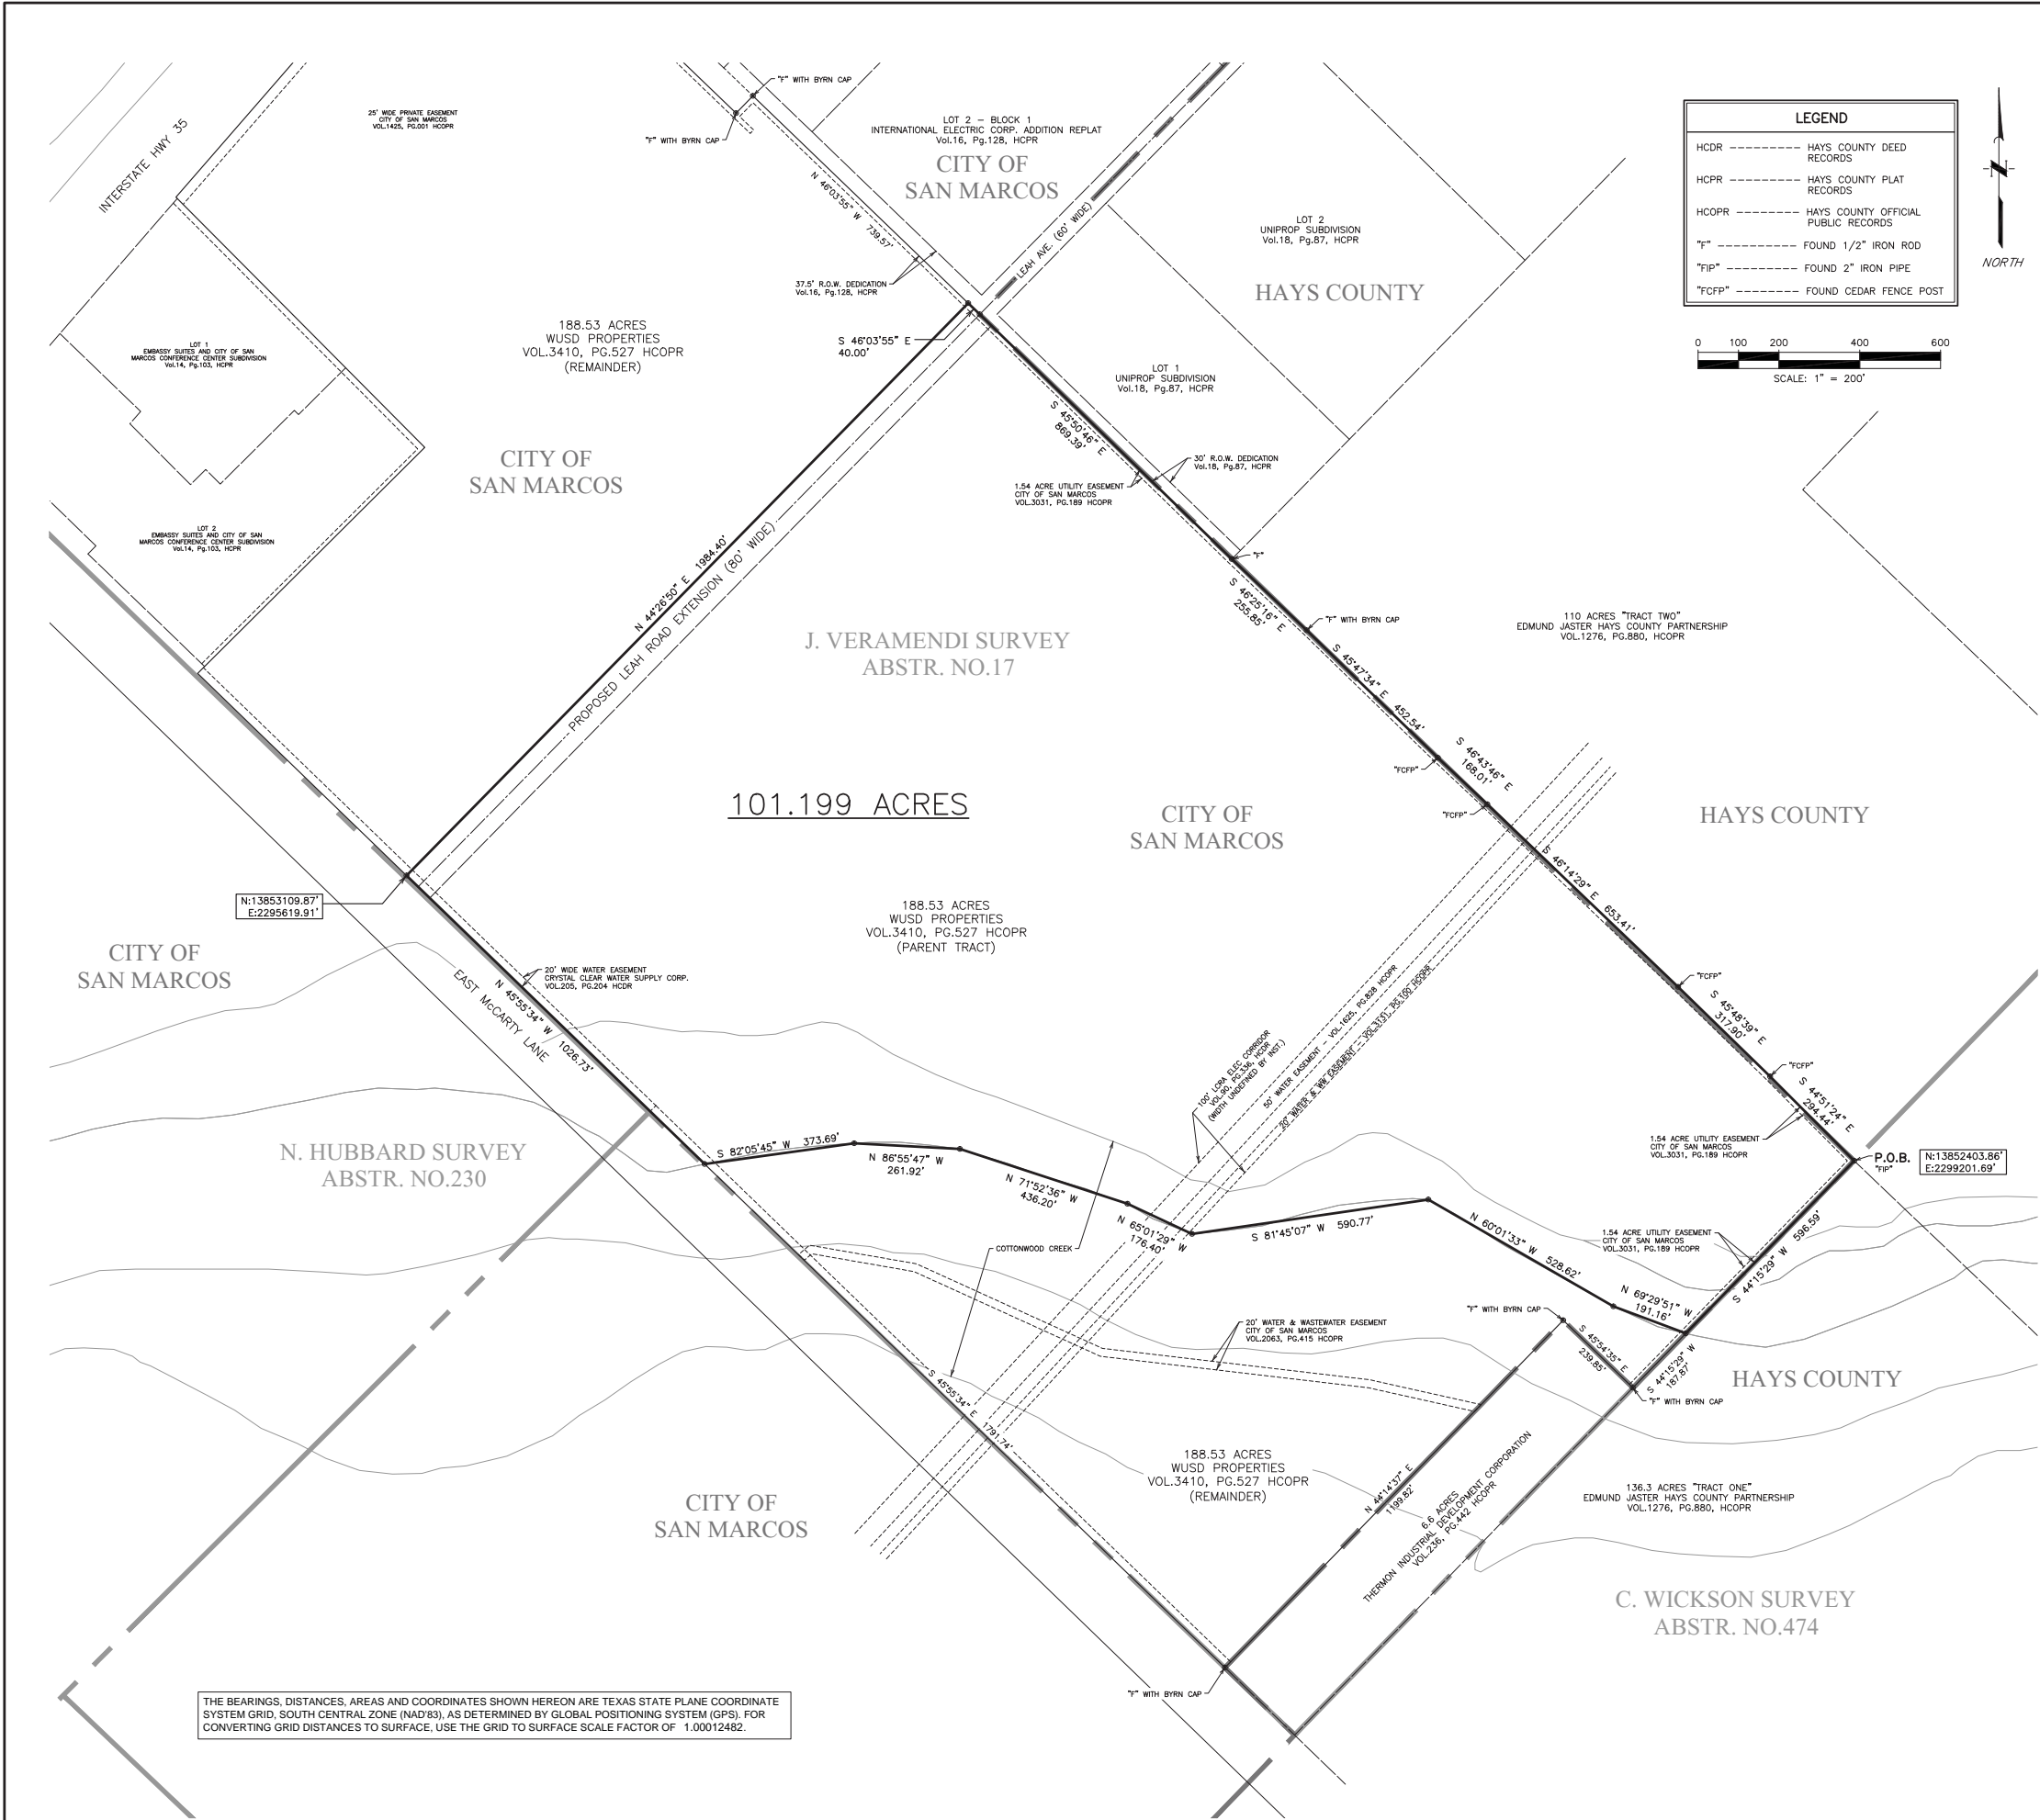 "F" WITH BYRN CAP
25' WIDE PRIVATE EASEMENT
CITY OF SAN MARCOS
VOL.1425, PG.001 HCOPR
"F" WITH BYRN CAP
LOT 2 – BLOCK 1
INTERNATIONAL ELECTRIC CORP. ADDITION REPLAT
Vol.16, Pg.128, HCPR
CITY OF
SAN MARCOS
INTERSTATE HWY 35
N 46°03'55" W 739.57'
LEAH AVE. (60' WIDE)
37.5' R.O.W. DEDICATION
Vol.16, Pg.128, HCPR
LOT 2
UNIPROP SUBDIVISION
Vol.18, Pg.87, HCPR
HAYS COUNTY
LEGEND
HCDR --------- HAYS COUNTY DEED
RECORDS
HCPR --------- HAYS COUNTY PLAT
RECORDS
HCOPR -------- HAYS COUNTY OFFICIAL
PUBLIC RECORDS
"F" ---------- FOUND 1/2" IRON ROD
"FIP" --------- FOUND 2" IRON PIPE
"FCFP" -------- FOUND CEDAR FENCE POST
N
NORTH
0 100 200 400 600
SCALE: 1" = 200'
188.53 ACRES
WUSD PROPERTIES
VOL.3410, PG.527 HCOPR
(REMAINDER)
S 46°03'55" E
40.00'
LOT 1
EMBASSY SUITES AND CITY OF SAN
MARCOS CONFERENCE CENTER SUBDIVISION
Vol.14, Pg.103, HCPR
LOT 1
UNIPROP SUBDIVISION
Vol.18, Pg.87, HCPR
S 45°50'46" E
869.39'
CITY OF
SAN MARCOS
30' R.O.W. DEDICATION
Vol.18, Pg.87, HCPR
1.54 ACRE UTILITY EASEMENT
CITY OF SAN MARCOS
VOL.3031, PG.189 HCOPR
LOT 2
EMBASSY SUITES AND CITY OF SAN
MARCOS CONFERENCE CENTER SUBDIVISION
Vol.14, Pg.103, HCPR
N 44°26'50" E 1984.40'
PROPOSED LEAH ROAD EXTENSION (80' WIDE)
"F"
S 46°25'16" E
255.85'
"F" WITH BYRN CAP
110 ACRES "TRACT TWO"
EDMUND JASTER HAYS COUNTY PARTNERSHIP
VOL.1276, PG.880, HCOPR
J. VERAMENDI SURVEY
ABSTR. NO.17
S 45°47'34" E 452.54'
S 46°43'46" E
168.01'
"FCFP"
"FCFP"
101.199 ACRES
CITY OF
SAN MARCOS
HAYS COUNTY
S 46°14'29" E 653.41'
N:13853109.87'
E:2295619.91'
188.53 ACRES
WUSD PROPERTIES
VOL.3410, PG.527 HCOPR
(PARENT TRACT)
CITY OF
SAN MARCOS
20' WIDE WATER EASEMENT
CRYSTAL CLEAR WATER SUPPLY CORP.
VOL.205, PG.204 HCDR
EAST McCARTY LANE
N 45°55'34" W 1026.73'
"FCFP"
S 45°48'39" E
317.90'
"FCFP"
S 44°51'24" E
294.44'
100' LCRA ELEC CORRIDOR
VOL.90, PG.336, HCDR
(WIDTH UNDEFINED BY INST.)
50' WATER EASEMENT - VOL.1625, PG.828 HCOPR
1.54 ACRE UTILITY EASEMENT
CITY OF SAN MARCOS
VOL.3031, PG.189 HCOPR
P.O.B.
"FIP"
N:13852403.86'
E:2299201.69'
N. HUBBARD SURVEY
ABSTR. NO.230
S 82°05'45" W 373.69'
N 86°55'47" W
261.92'
N 71°52'36" W
436.20'
N 65°01'29" W
176.40'
S 81°45'07" W 590.77'
N 60°01'33" W 528.62'
1.54 ACRE UTILITY EASEMENT
CITY OF SAN MARCOS
VOL.3031, PG.189 HCOPR
S 44°15'29" W 596.59'
COTTONWOOD CREEK
N 69°29'51" W
191.16'
"F" WITH BYRN CAP
20' WATER & WASTEWATER EASEMENT
CITY OF SAN MARCOS
VOL.2063, PG.415 HCOPR
S 45°54'35" E
239.85'
S 44°15'29" W
187.87'
HAYS COUNTY
"F" WITH BYRN CAP
S 45°55'34" E 1791.74'
188.53 ACRES
WUSD PROPERTIES
VOL.3410, PG.527 HCOPR
(REMAINDER)
N 44°14'37" E
1199.82'
6.6 ACRES
THERMON INDUSTRIAL DEVELOPMENT CORPORATION
VOL.236, PG.442 HCOPR
136.3 ACRES "TRACT ONE"
EDMUND JASTER HAYS COUNTY PARTNERSHIP
VOL.1276, PG.880, HCOPR
CITY OF
SAN MARCOS
C. WICKSON SURVEY
ABSTR. NO.474
"F" WITH BYRN CAP
THE BEARINGS, DISTANCES, AREAS AND COORDINATES SHOWN HEREON ARE TEXAS STATE PLANE COORDINATE
SYSTEM GRID, SOUTH CENTRAL ZONE (NAD'83), AS DETERMINED BY GLOBAL POSITIONING SYSTEM (GPS). FOR
CONVERTING GRID DISTANCES TO SURFACE, USE THE GRID TO SURFACE SCALE FACTOR OF 1.00012482.